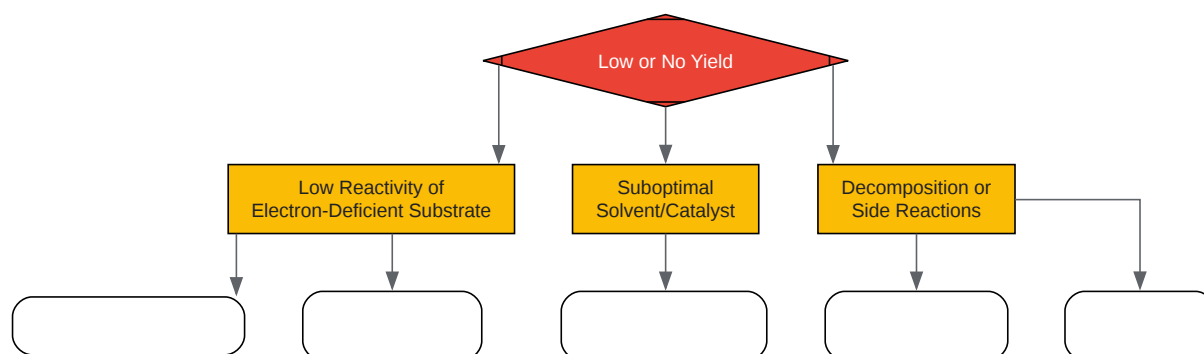 Low or No Yield
Low Reactivity of
Electron-Deficient Substrate
Suboptimal
Solvent/Catalyst
Decomposition or
Side Reactions